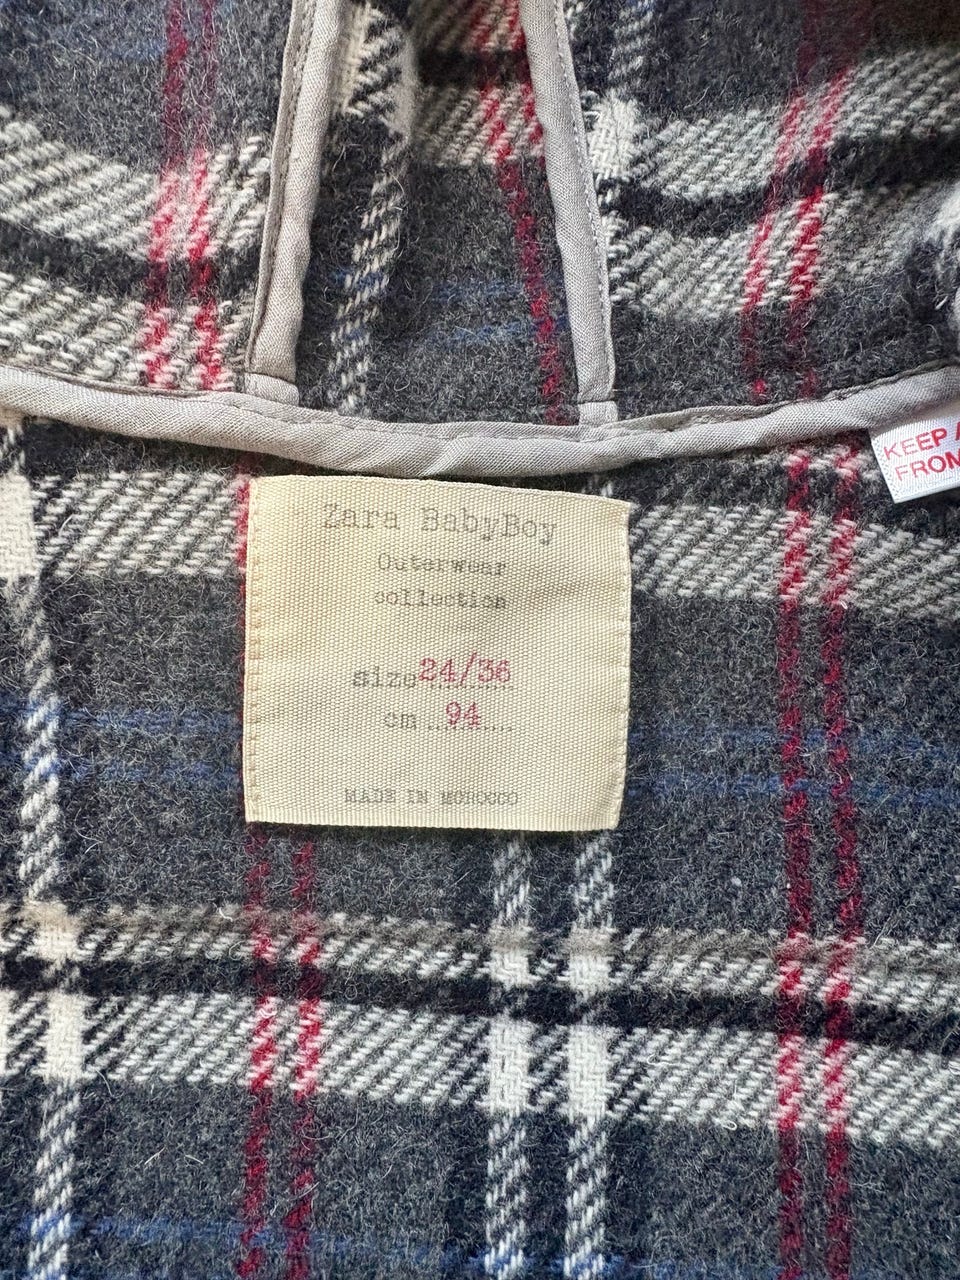 Zara BabyBoy
Outerwear
collection
size 24/36
cm 94
MADE IN MOROCCO
KEEP
FROM